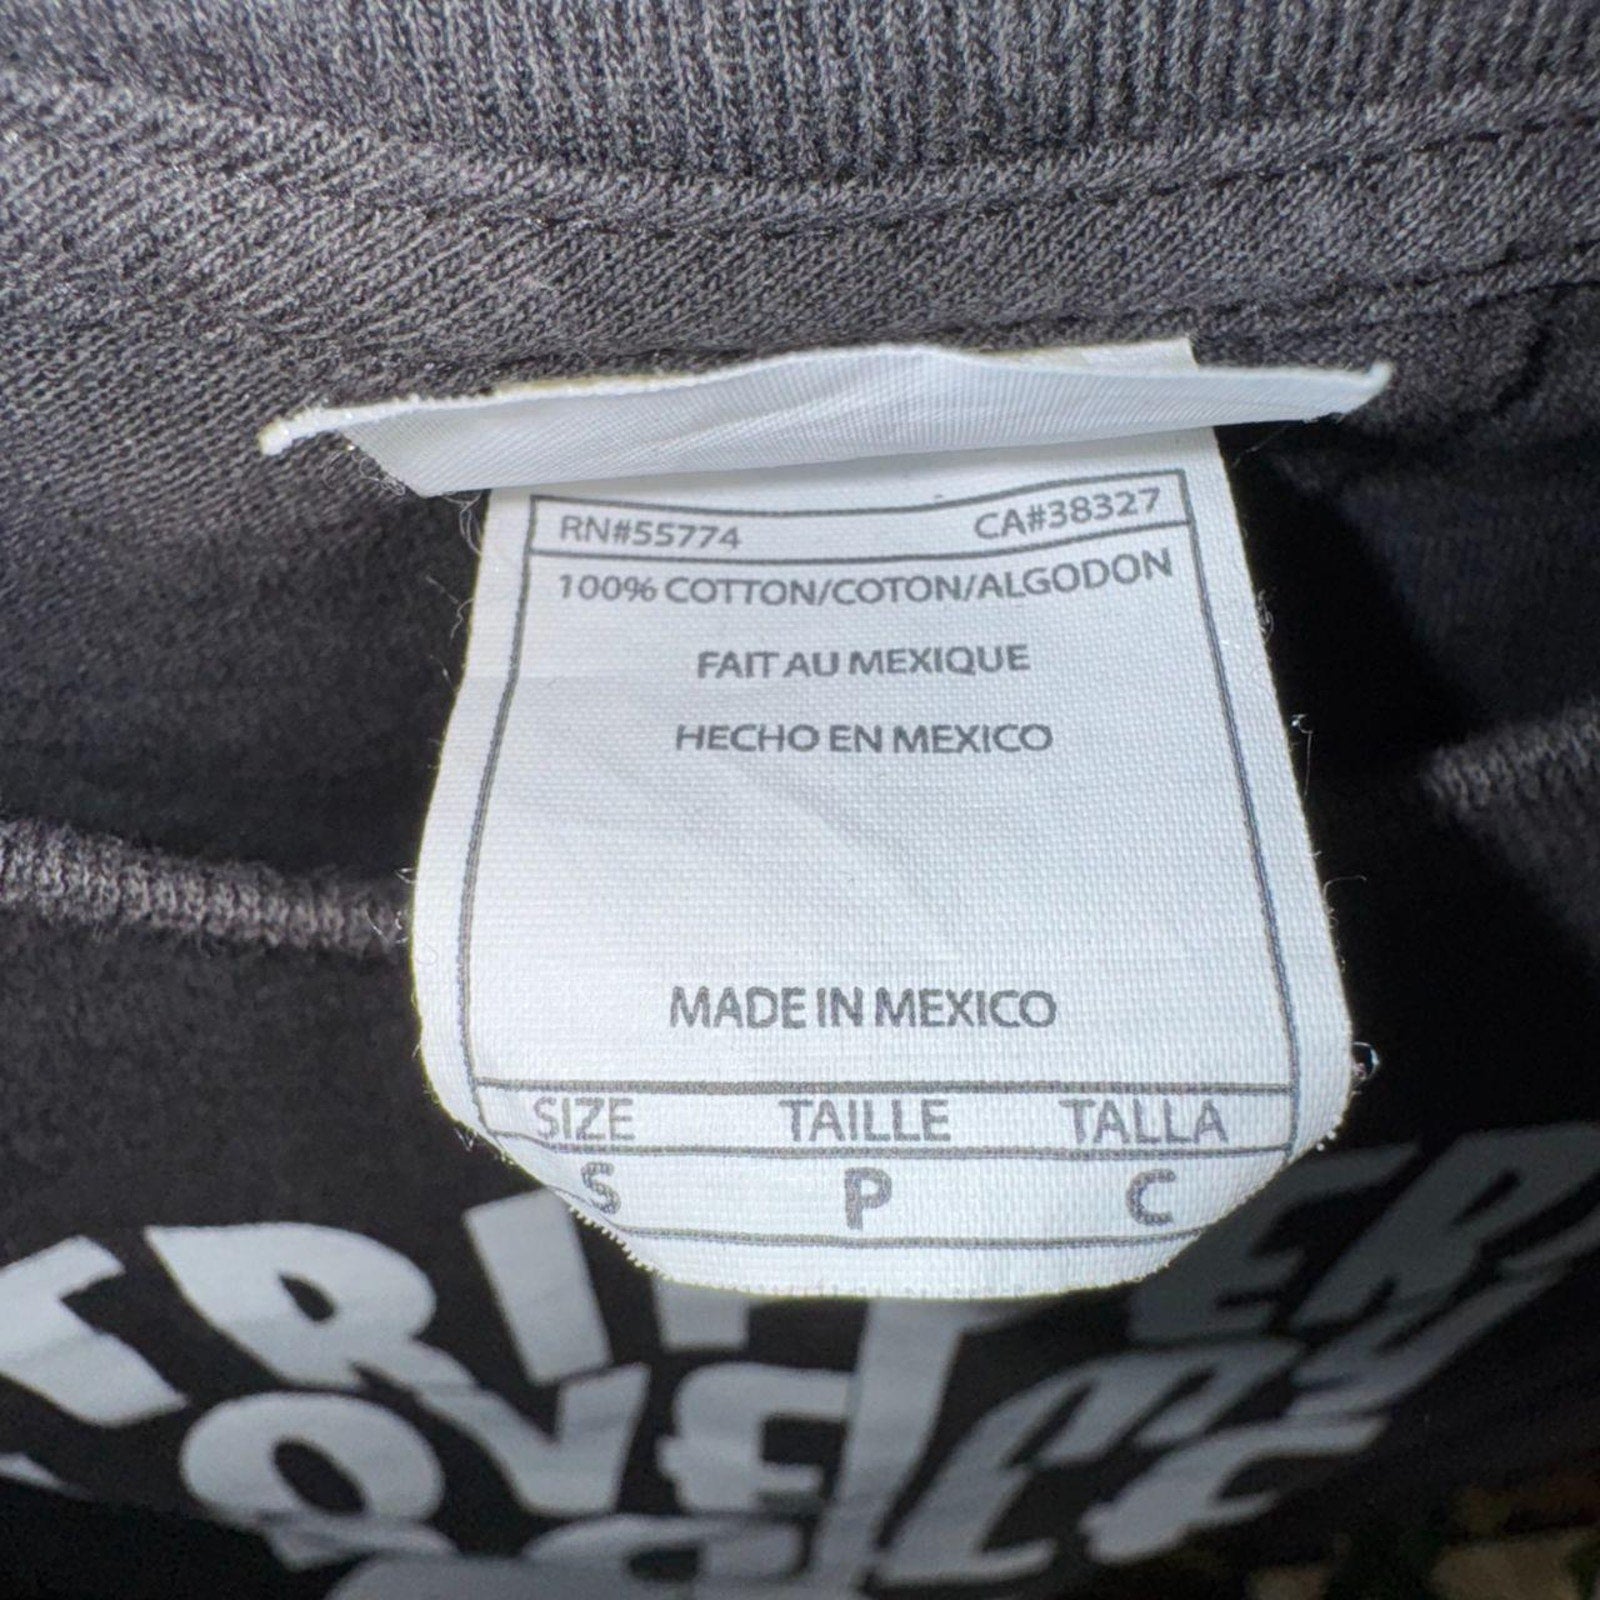 RN#55774 CA#38327
100% COTTON/COTON/ALGODON
FAIT AU MEXIQUE
HECHO EN MEXICO
MADE IN MEXICO
SIZE TAILLE TALLA
S P C